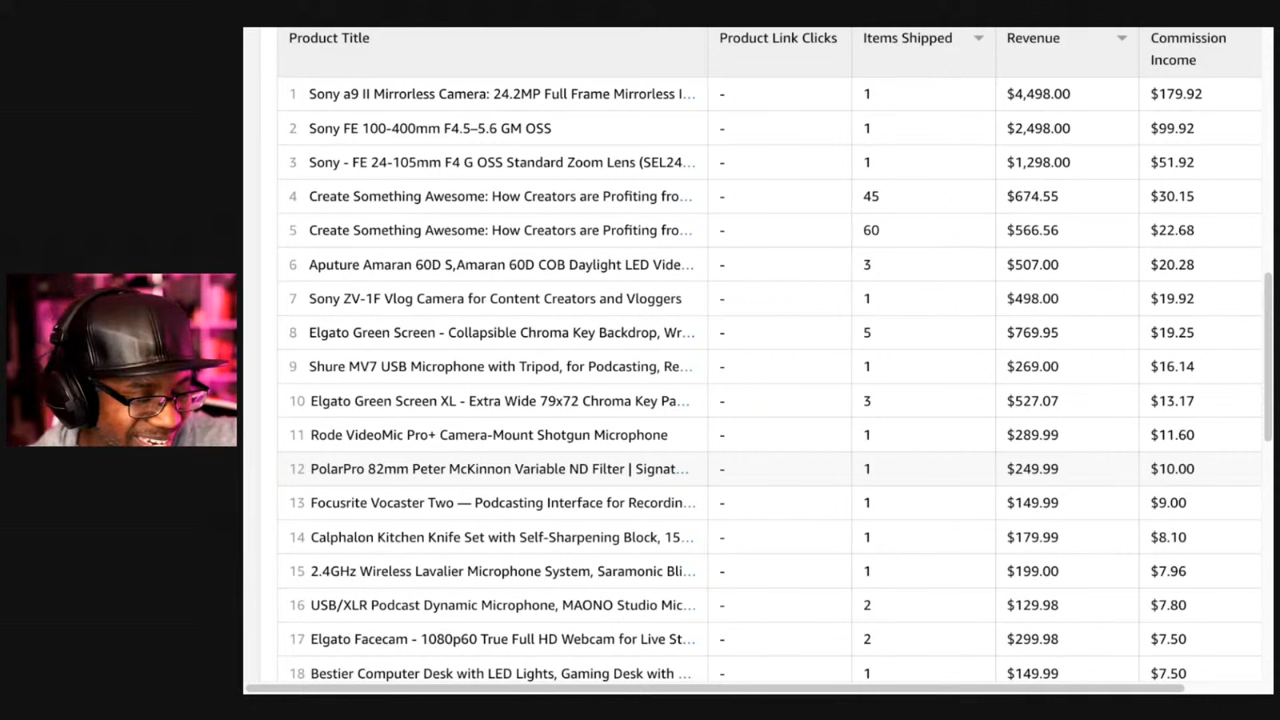 Product Title Product Link Clicks Items Shipped Revenue Commission Income
1 Sony a9 II Mirrorless Camera: 24.2MP Full Frame Mirrorless I... - 1 $4,498.00 $179.92
2 Sony FE 100-400mm F4.5–5.6 GM OSS - 1 $2,498.00 $99.92
3 Sony - FE 24-105mm F4 G OSS Standard Zoom Lens (SEL24... - 1 $1,298.00 $51.92
4 Create Something Awesome: How Creators are Profiting fro... - 45 $674.55 $30.15
5 Create Something Awesome: How Creators are Profiting fro... - 60 $566.56 $22.68
6 Aputure Amaran 60D S,Amaran 60D COB Daylight LED Vide... - 3 $507.00 $20.28
7 Sony ZV-1F Vlog Camera for Content Creators and Vloggers - 1 $498.00 $19.92
8 Elgato Green Screen - Collapsible Chroma Key Backdrop, Wr... - 5 $769.95 $19.25
9 Shure MV7 USB Microphone with Tripod, for Podcasting, Re... - 1 $269.00 $16.14
10 Elgato Green Screen XL - Extra Wide 79x72 Chroma Key Pa... - 3 $527.07 $13.17
11 Rode VideoMic Pro+ Camera-Mount Shotgun Microphone - 1 $289.99 $11.60
12 PolarPro 82mm Peter McKinnon Variable ND Filter | Signat... - 1 $249.99 $10.00
13 Focusrite Vocaster Two — Podcasting Interface for Recordin... - 1 $149.99 $9.00
14 Calphalon Kitchen Knife Set with Self-Sharpening Block, 15... - 1 $179.99 $8.10
15 2.4GHz Wireless Lavalier Microphone System, Saramonic Bli... - 1 $199.00 $7.96
16 USB/XLR Podcast Dynamic Microphone, MAONO Studio Mic... - 2 $129.98 $7.80
17 Elgato Facecam - 1080p60 True Full HD Webcam for Live St... - 2 $299.98 $7.50
18 Bestier Computer Desk with LED Lights, Gaming Desk with ... - 1 $149.99 $7.50